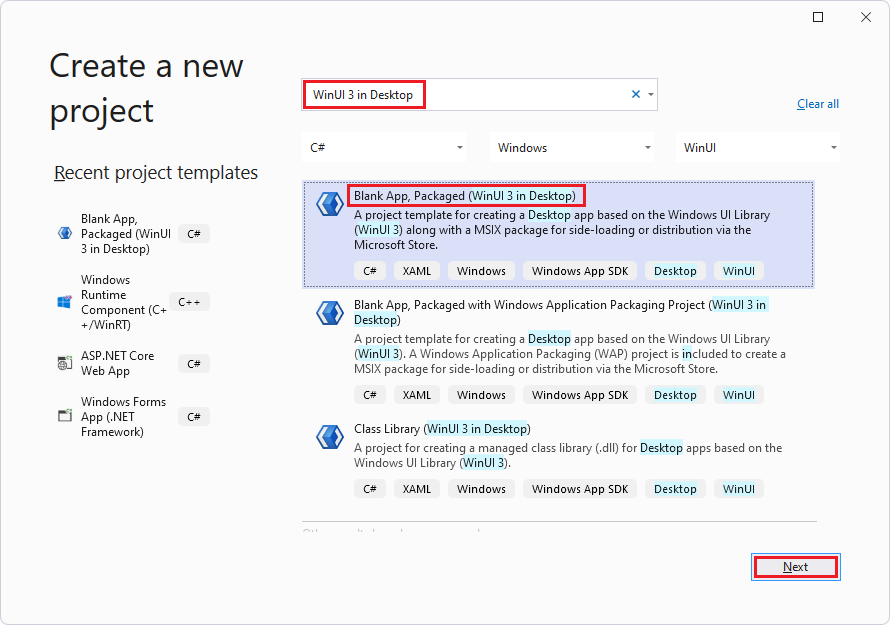 Create a new
project
Recent project templates
Blank App,
Packaged (WinUI
3 in Desktop)
C#
Windows
Runtime
Component (C+
+/WinRT)
C++
ASP.NET Core
Web App
C#
Windows Forms
App (.NET
Framework)
C#
WinUI 3 in Desktop
Clear all
C#
Windows
WinUI
Blank App, Packaged (WinUI 3 in Desktop)
A project template for creating a Desktop app based on the Windows UI Library
(WinUI 3) along with a MSIX package for side-loading or distribution via the
Microsoft Store.
C# XAML Windows Windows App SDK Desktop WinUI
Blank App, Packaged with Windows Application Packaging Project (WinUI 3 in
Desktop)
A project template for creating a Desktop app based on the Windows UI Library
(WinUI 3). A Windows Application Packaging (WAP) project is included to create a
MSIX package for side-loading or distribution via the Microsoft Store.
C# XAML Windows Windows App SDK Desktop WinUI
Class Library (WinUI 3 in Desktop)
A project for creating a managed class library (.dll) for Desktop apps based on the
Windows UI Library (WinUI 3).
C# XAML Windows Windows App SDK Desktop WinUI
Next